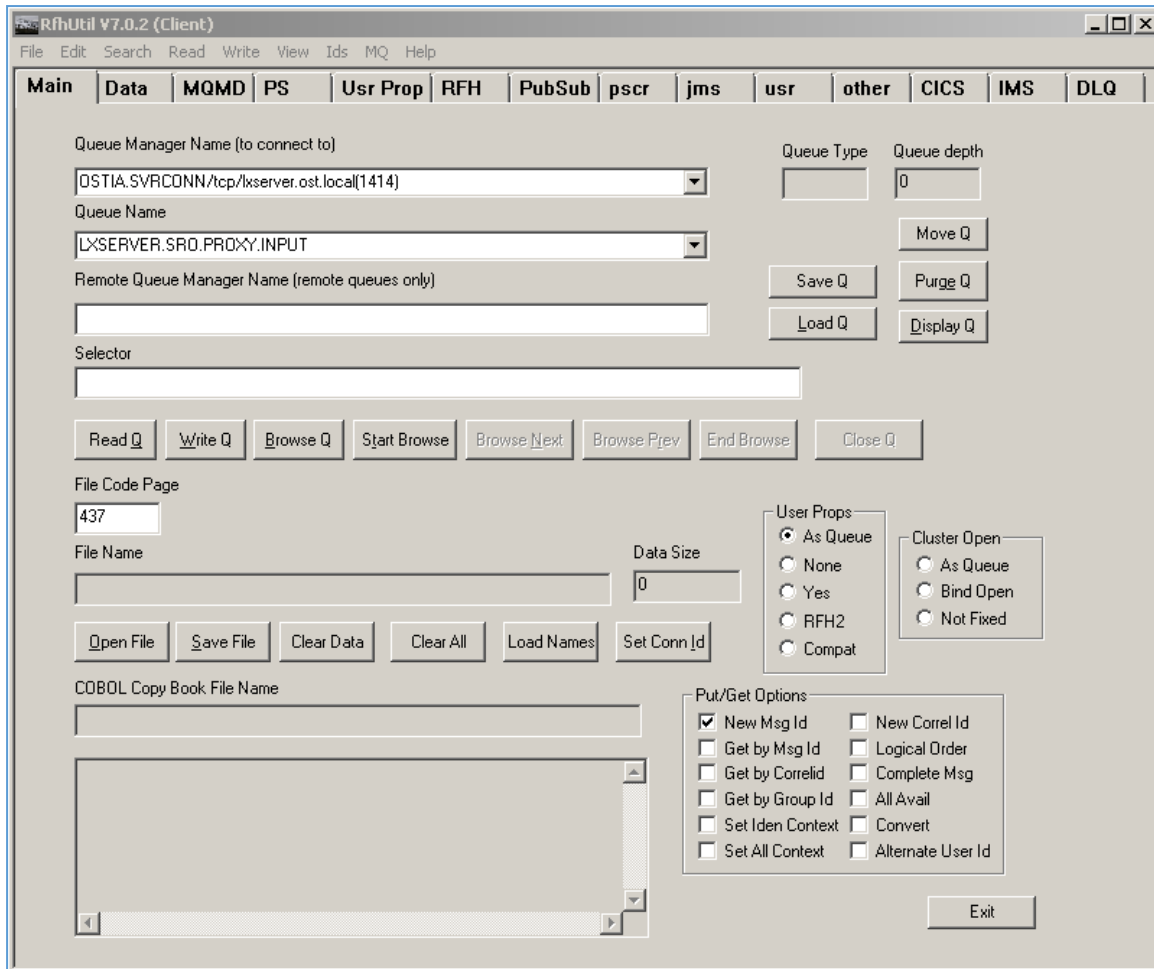 RfhUtil V7.0.2 (Client)
File Edit Search Read Write View Ids MQ Help
Main Data MQMD PS Usr Prop RFH PubSub pscr jms usr other CICS IMS DLQ
Queue Manager Name (to connect to)
Queue Type Queue depth
OSTIA.SVRCONN/tcp/lxserver.ost.local(1414)
0
Queue Name
LXSERVER.SRO.PROXY.INPUT
Move Q
Remote Queue Manager Name (remote queues only)
Save Q Purge Q
Load Q Display Q
Selector
Read Q Write Q Browse Q Start Browse Browse Next Browse Prev End Browse Close Q
File Code Page
437
File Name
Data Size
0
Open File Save File Clear Data Clear All Load Names Set Conn Id
User Props
As Queue
None
Yes
RFH2
Compat
Cluster Open
As Queue
Bind Open
Not Fixed
COBOL Copy Book File Name
Put/Get Options
New Msg Id New Correl Id
Get by Msg Id Logical Order
Get by Correlid Complete Msg
Get by Group Id All Avail
Set Iden Context Convert
Set All Context Alternate User Id
Exit